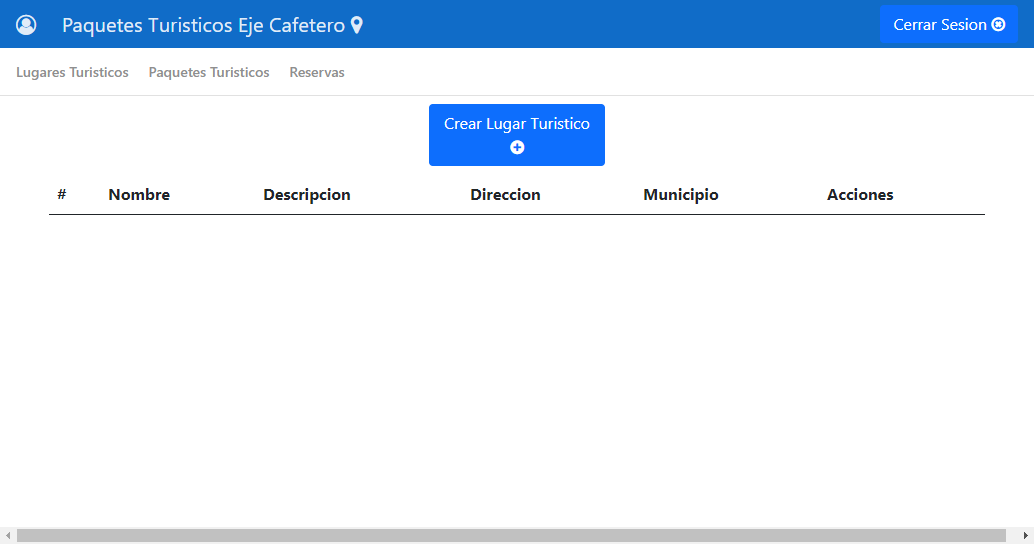 Paquetes Turisticos Eje Cafetero
Cerrar Sesion
Lugares Turisticos Paquetes Turisticos Reservas
Crear Lugar Turistico
# Nombre Descripcion Direccion Municipio Acciones